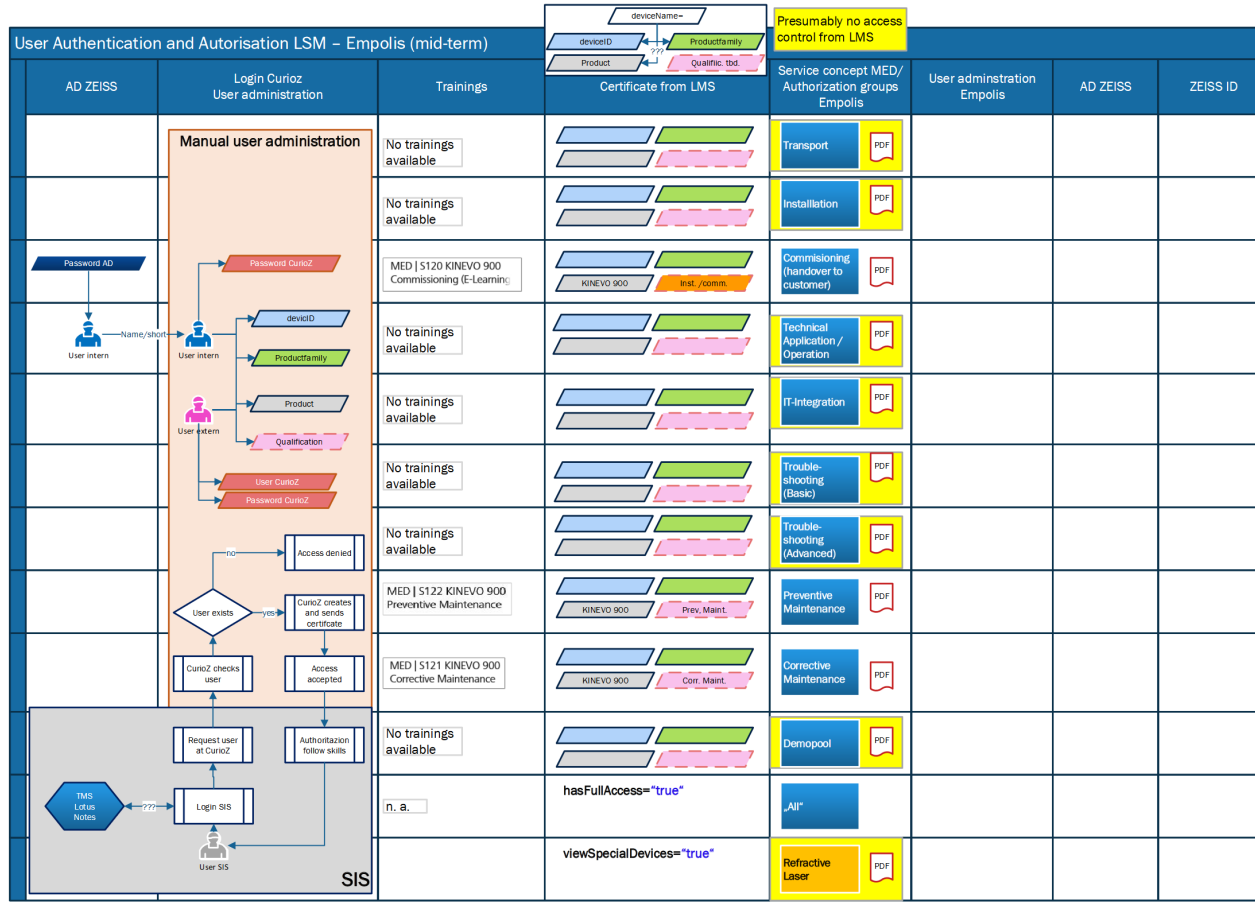 deviceName=
deviceID
Productfamily
???
Product
Qualific. tbd.
Presumably no access
control from LMS
User Authentication and Autorisation LSM – Empolis (mid-term)
AD ZEISS
Login Curioz
User administration
Trainings
Certificate from LMS
Service concept MED/
Authorization groups
Empolis
User adminstration
Empolis
AD ZEISS
ZEISS ID
Manual user administration
No trainings
available
Transport
PDF
No trainings
available
Installlation
PDF
Password AD
Password CurioZ
MED | S120 KINEVO 900
Commissioning (E-Learning
KINEVO 900
Inst. /comm.
Commisioning
(handover to
customer)
PDF
User intern
Name/short
User intern
devicID
Productfamily
No trainings
available
Technical
Application /
Operation
PDF
User extern
Product
Qualification
No trainings
available
IT-Integration
PDF
User CurioZ
Password CurioZ
No trainings
available
Trouble-
shooting
(Basic)
PDF
no
Access denied
No trainings
available
Trouble-
shooting
(Advanced)
PDF
User exists
yes
CurioZ creates
and sends
certifcate
MED | S122 KINEVO 900
Preventive Maintenance
KINEVO 900
Prev. Maint.
Preventive
Maintenance
PDF
CurioZ checks
user
Access
accepted
MED | S121 KINEVO 900
Corrective Maintenance
KINEVO 900
Corr. Maint.
Corrective
Maintenance
PDF
Request user
at CurioZ
Authoritazion
follow skills
No trainings
available
Demopool
PDF
TMS
Lotus
Notes
???
Login SIS
n. a.
hasFullAccess=“true”
„All“
User SIS
SIS
viewSpecialDevices=“true”
Refractive
Laser
PDF